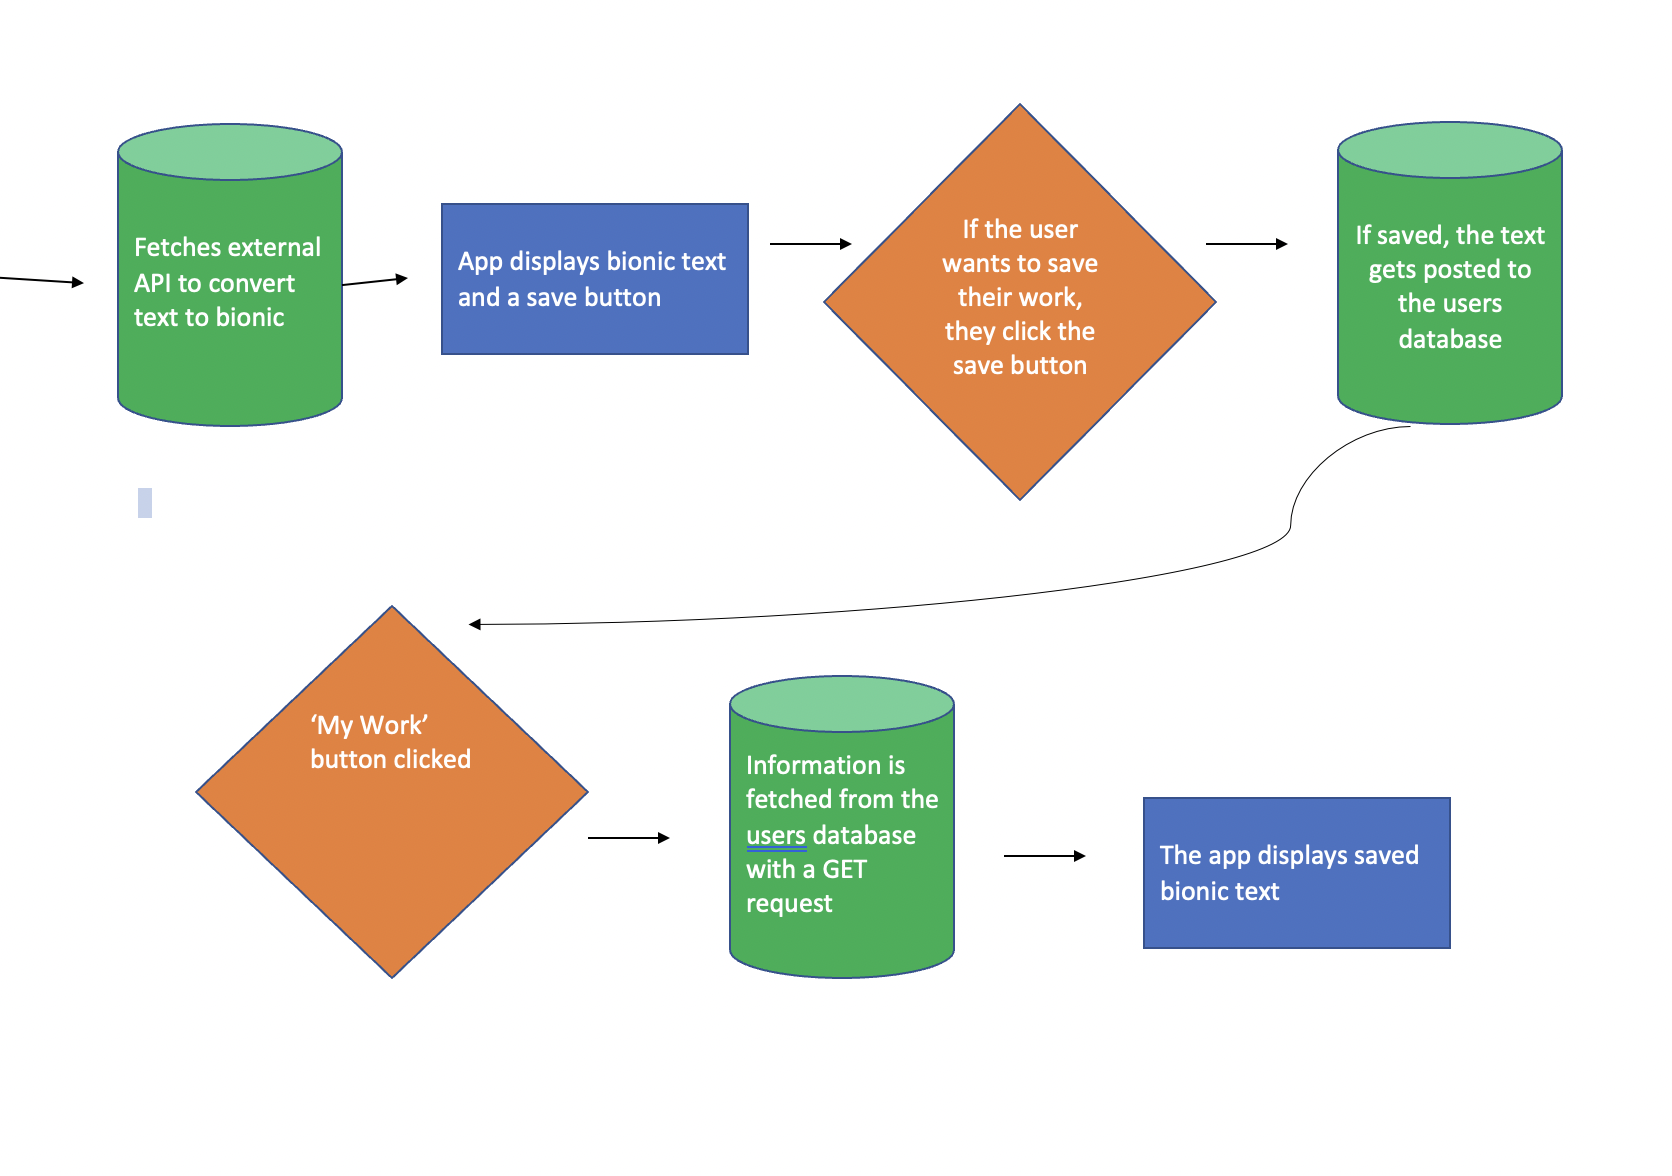 Fetches external
API to convert
text to bionic
App displays bionic text
and a save button
If the user
wants to save
their work,
they click the
save button
If saved, the text
gets posted to
the users
database
‘My Work’
button clicked
Information is
fetched from the
users database
with a GET
request
The app displays saved
bionic text